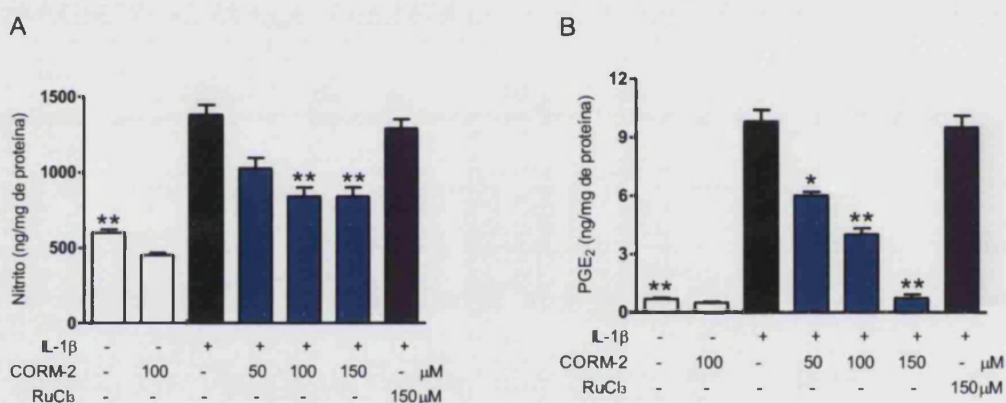 A
Nitrito (ng/mg de proteína)
1500
1000
500
0
**
**
**
IL-1β - - + + + + +
CORM-2 - 100 - 50 100 150 - μM
RuCl3 - - - - - - 150 μM
B
PGE2 (ng/mg de proteína)
12
9
6
3
0
**
*
**
**
IL-1β - - + + + + +
CORM-2 - 100 - 50 100 150 - μM
RuCl3 - - - - - - 150 μM